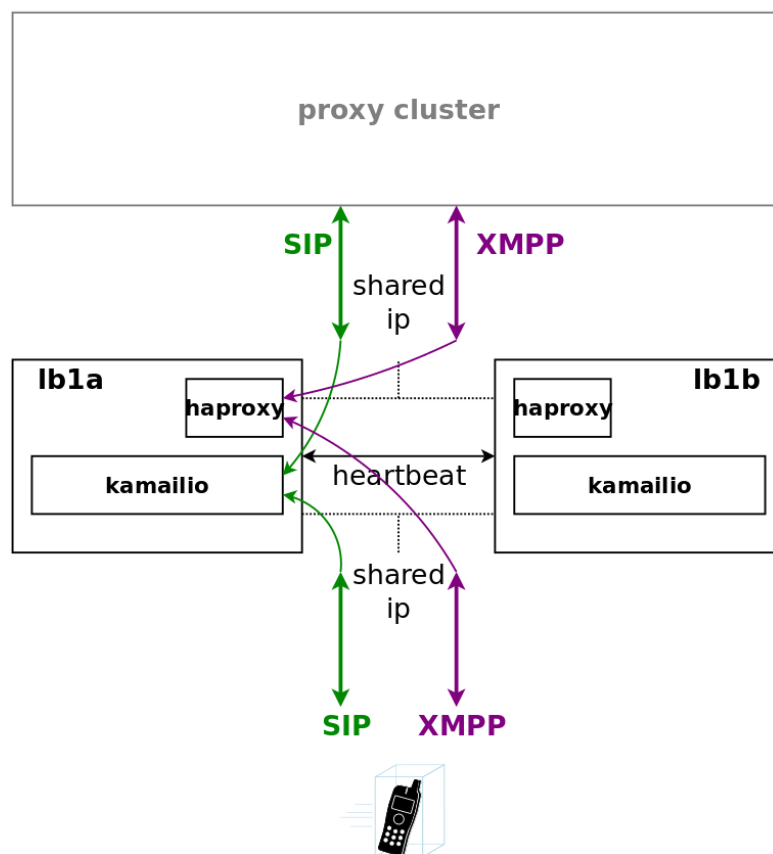 proxy cluster
SIP
XMPP
shared
ip
lb1a
lb1b
haproxy
haproxy
heartbeat
kamailio
kamailio
shared
ip
SIP
XMPP